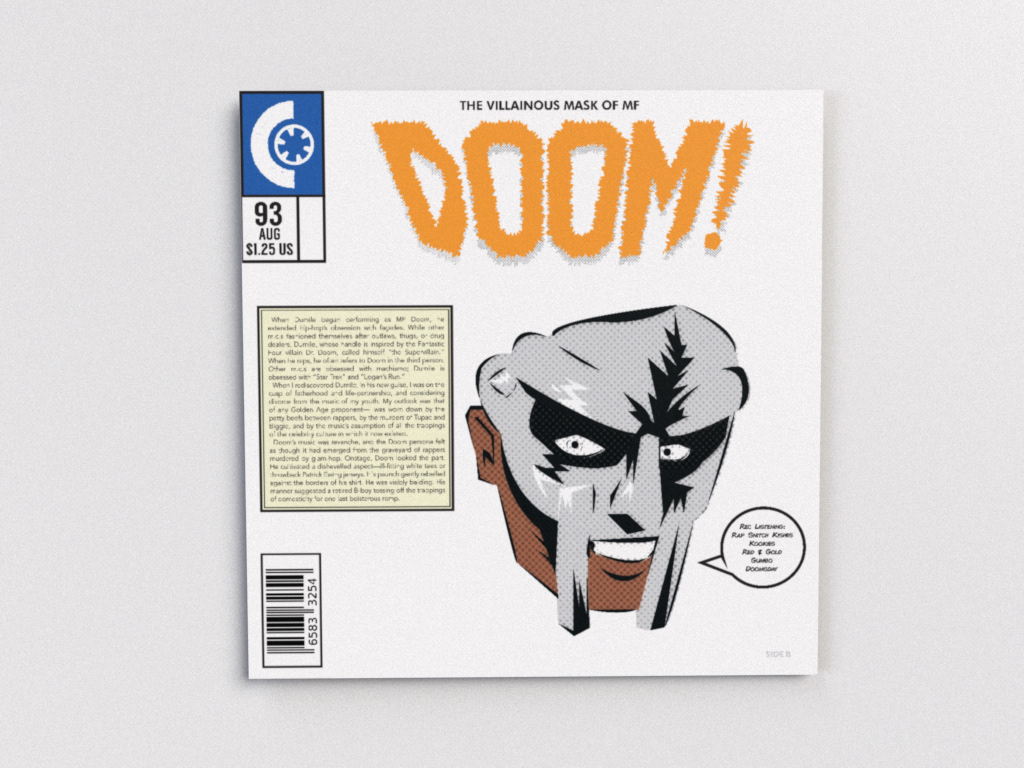 THE VILLAINOUS MASK OF MF
DOOM!
93
AUG
$1.25 US
When Dumile began performing as MF Doom, he
extended hip-hop's obsession with façades. While other
m.c.s fashioned themselves after outlaws, thugs, or drug
dealers, Dumile, whose handle is inspired by the Fantastic
Four villain Dr. Doom, called himself "the Supervillain."
When he raps, he often refers to Doom in the third person.
Other m.c.s are obsessed with machismo; Dumile is
obsessed with "Star Trek" and "Logan's Run."
When I rediscovered Dumile, in his new guise, I was on the
cusp of fatherhood and life-partnership, and considering
divorce from the music of my youth. My outlook was that
of any Golden Age proponent— was worn down by the
petty beefs between rappers, by the murders of Tupac and
Biggie, and by the music's assumption of all the trappings
of the celebrity culture in which it now existed.
Doom's music was revanche, and the Doom persona felt
as though it had emerged from the graveyard of rappers
murdered by glam-hop. Onstage, Doom looked the part.
He cultivated a dishevelled aspect—ill-fitting white tees or
throwback Patrick Ewing jerseys. His paunch gently rebelled
against the borders of his shirt. He was visibly balding. His
manner suggested a retired B-boy tossing off the trappings
of domesticity for one last boisterous romp.
Rec Listening:
Rap Snitch Knishes
Kookies
Red & Gold
Gumbo
Doomsday
6583 3254
SIDE B.